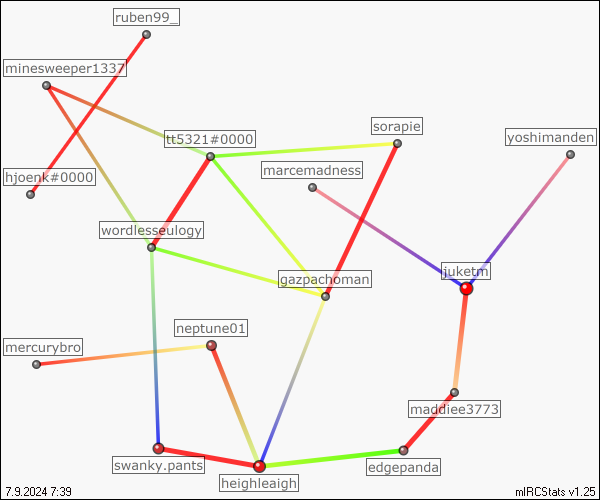 ruben99_
minesweeper1337
sorapie
tt5321#0000
yoshimanden
marcemadness
hjoenk#0000
wordlesseulogy
juketm
gazpachoman
neptune01
mercurybro
maddiee3773
swanky.pants
edgepanda
heighleaigh
7.9.2024 7:39
mIRCStats v1.25